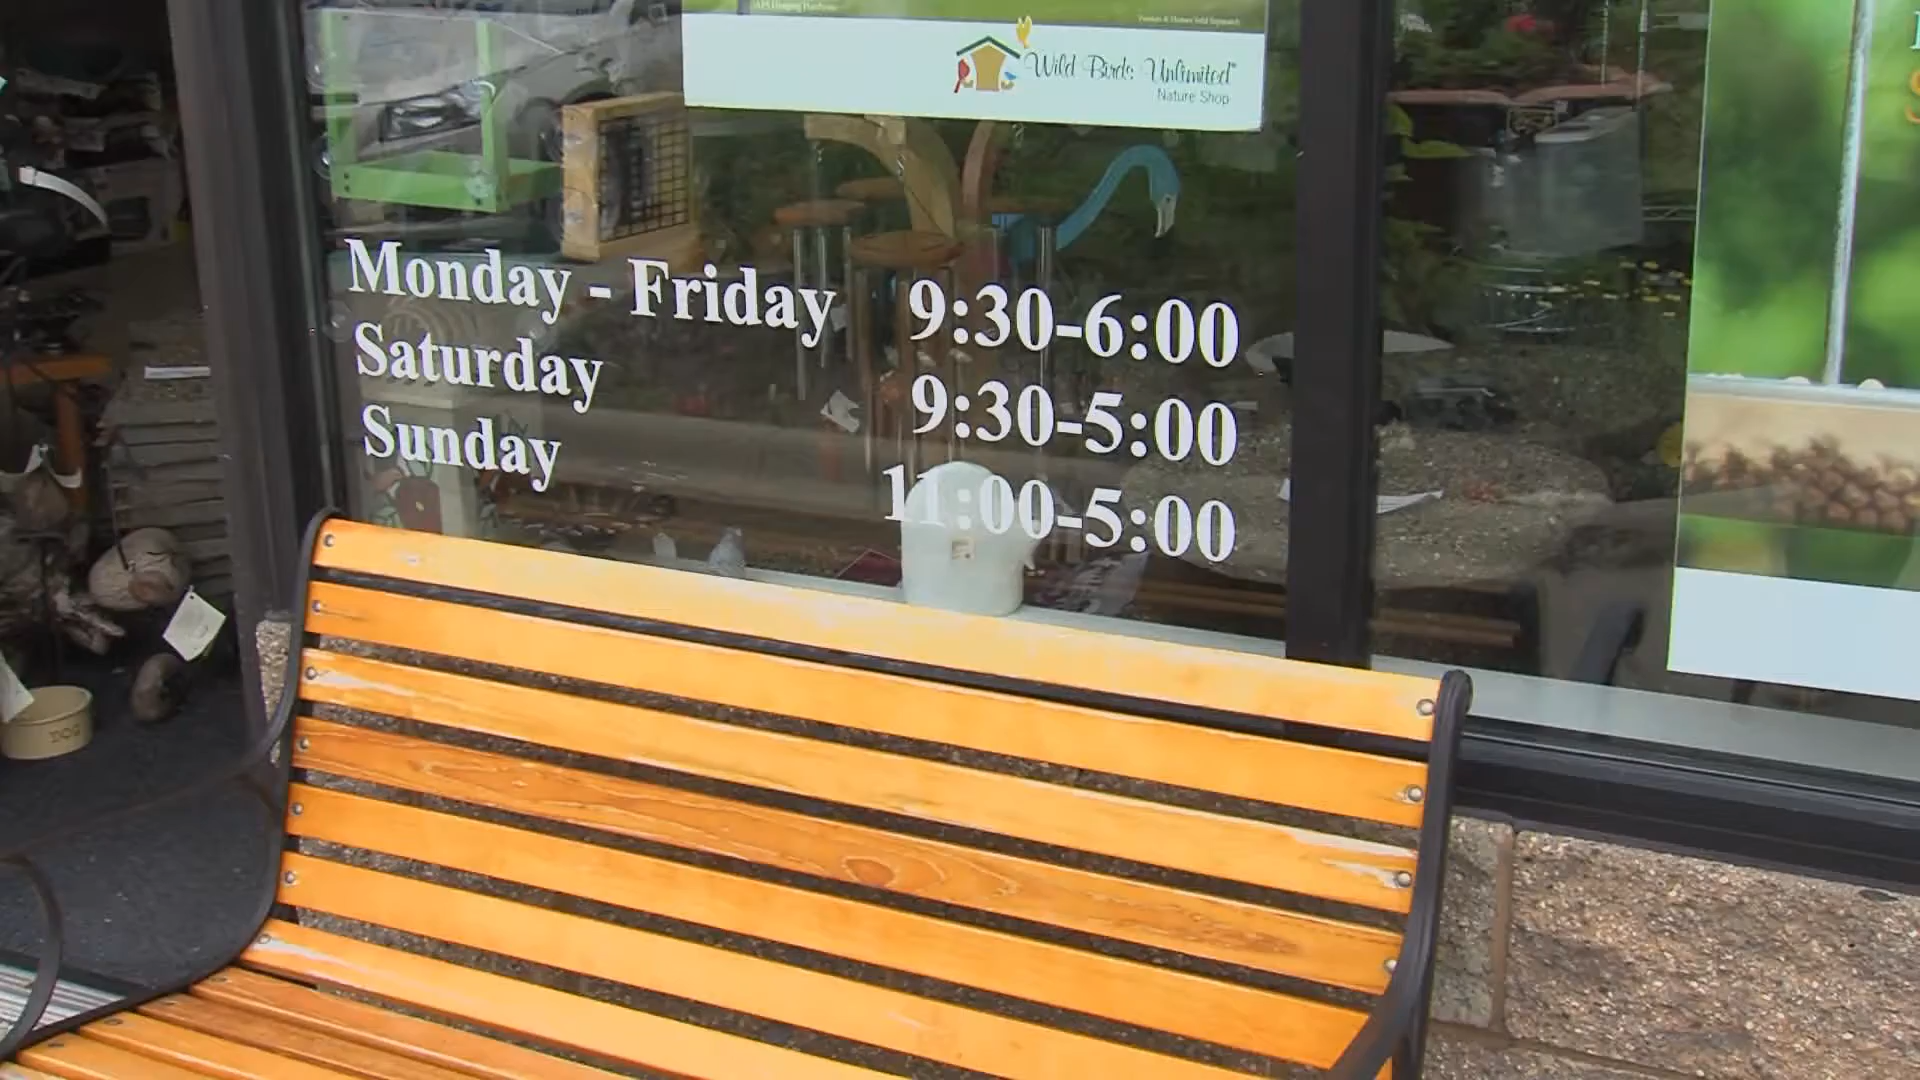 Wild Birds Unlimited
Nature Shop
Monday - Friday 9:30-6:00
Saturday 9:30-5:00
Sunday 11:00-5:00
DOG